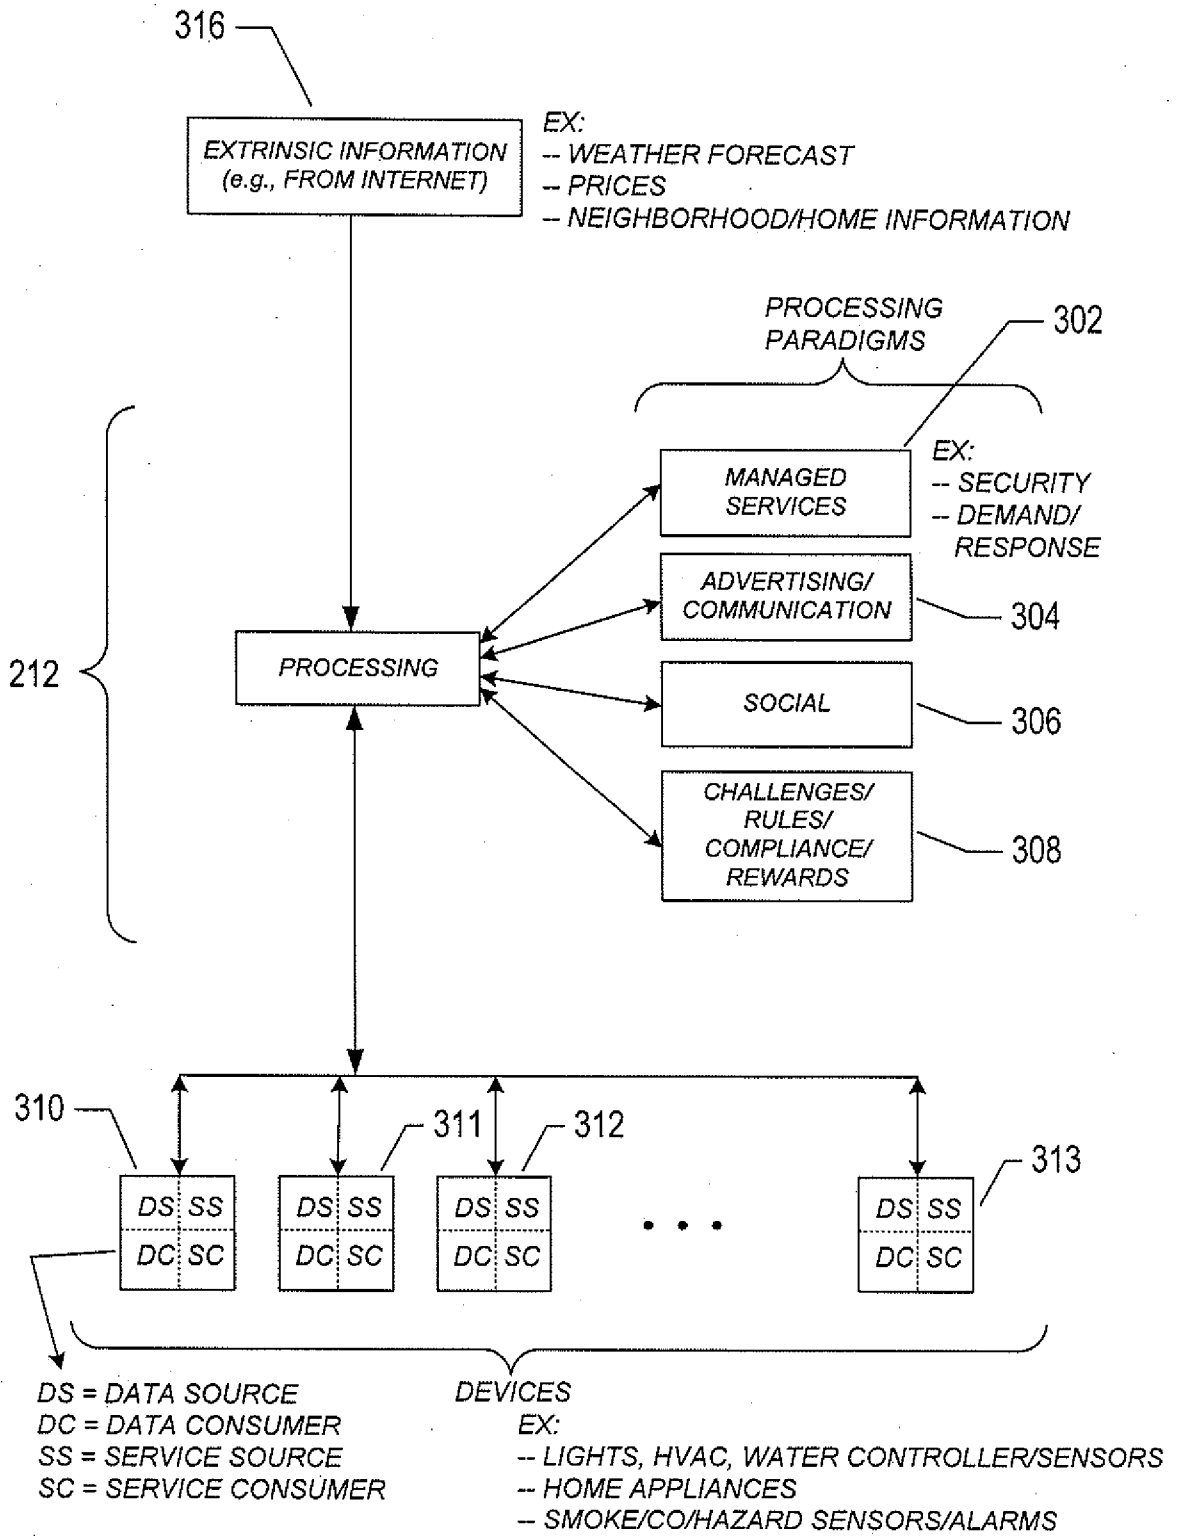 316
EXTRINSIC INFORMATION
(e.g., FROM INTERNET)
EX:
-- WEATHER FORECAST
-- PRICES
-- NEIGHBORHOOD/HOME INFORMATION
PROCESSING
PARADIGMS
302
MANAGED
SERVICES
EX:
-- SECURITY
-- DEMAND/
RESPONSE
ADVERTISING/
COMMUNICATION
304
212
PROCESSING
SOCIAL
306
CHALLENGES/
RULES/
COMPLIANCE/
REWARDS
308
310
311
312
313
DS SS
DC SC
DS SS
DC SC
DS SS
DC SC
• • •
DS SS
DC SC
DS = DATA SOURCE
DC = DATA CONSUMER
SS = SERVICE SOURCE
SC = SERVICE CONSUMER
DEVICES
EX:
-- LIGHTS, HVAC, WATER CONTROLLER/SENSORS
-- HOME APPLIANCES
-- SMOKE/CO/HAZARD SENSORS/ALARMS